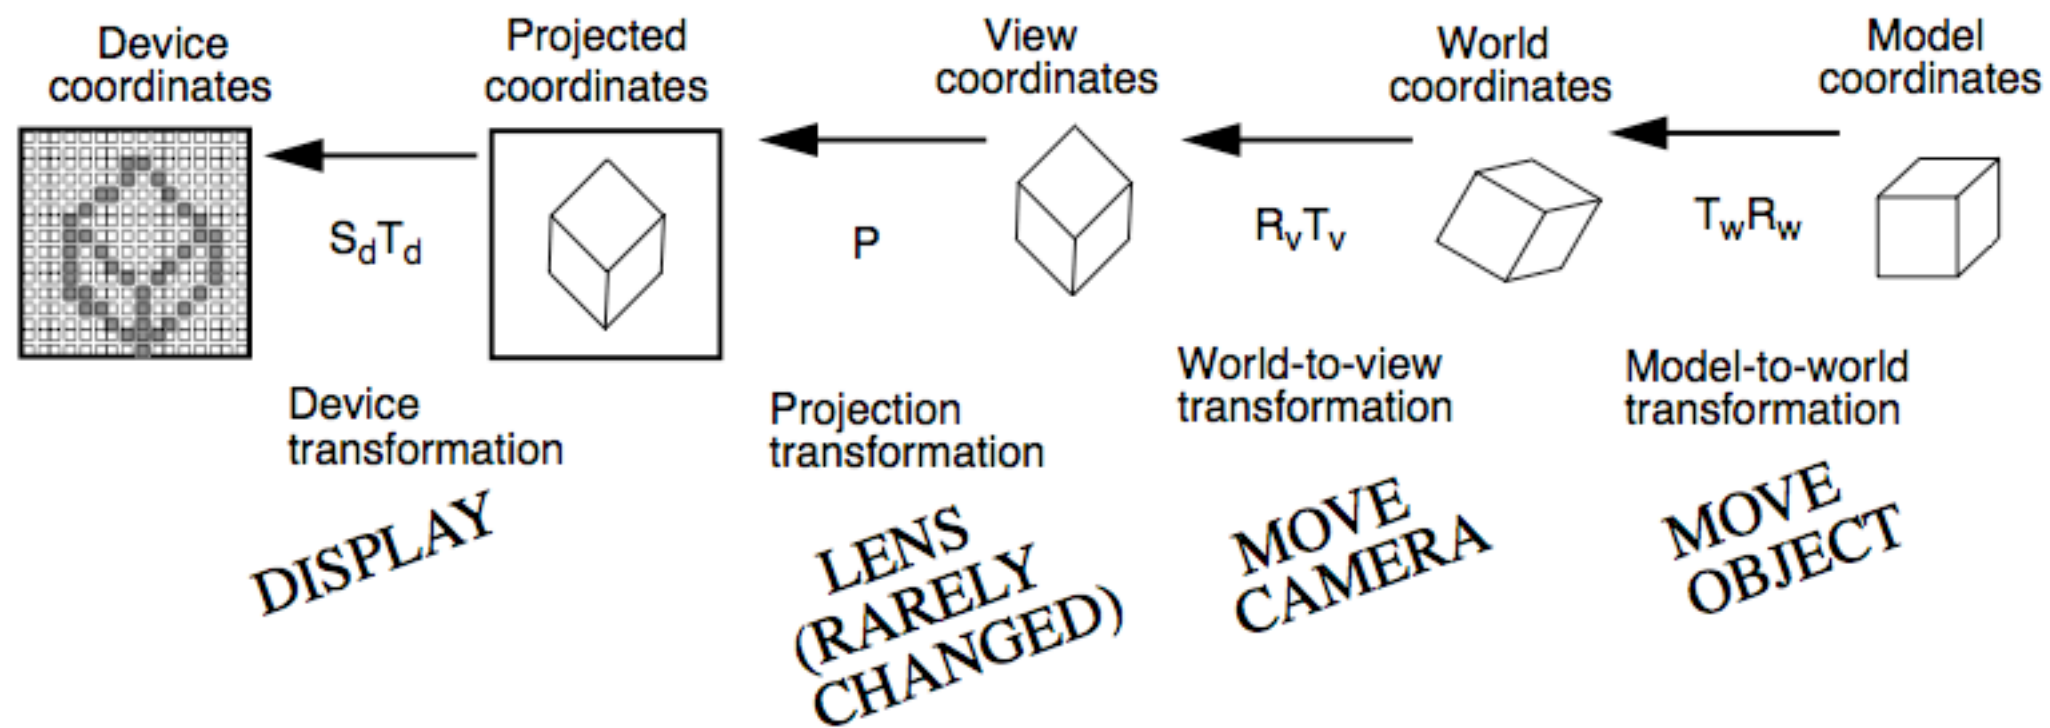 Device
coordinates
Projected
coordinates
View
coordinates
World
coordinates
Model
coordinates
SdTd
P
RvTv
TwRw
Device
transformation
Projection
transformation
World-to-view
transformation
Model-to-world
transformation
DISPLAY
LENS
(RARELY
CHANGED)
MOVE
CAMERA
MOVE
OBJECT